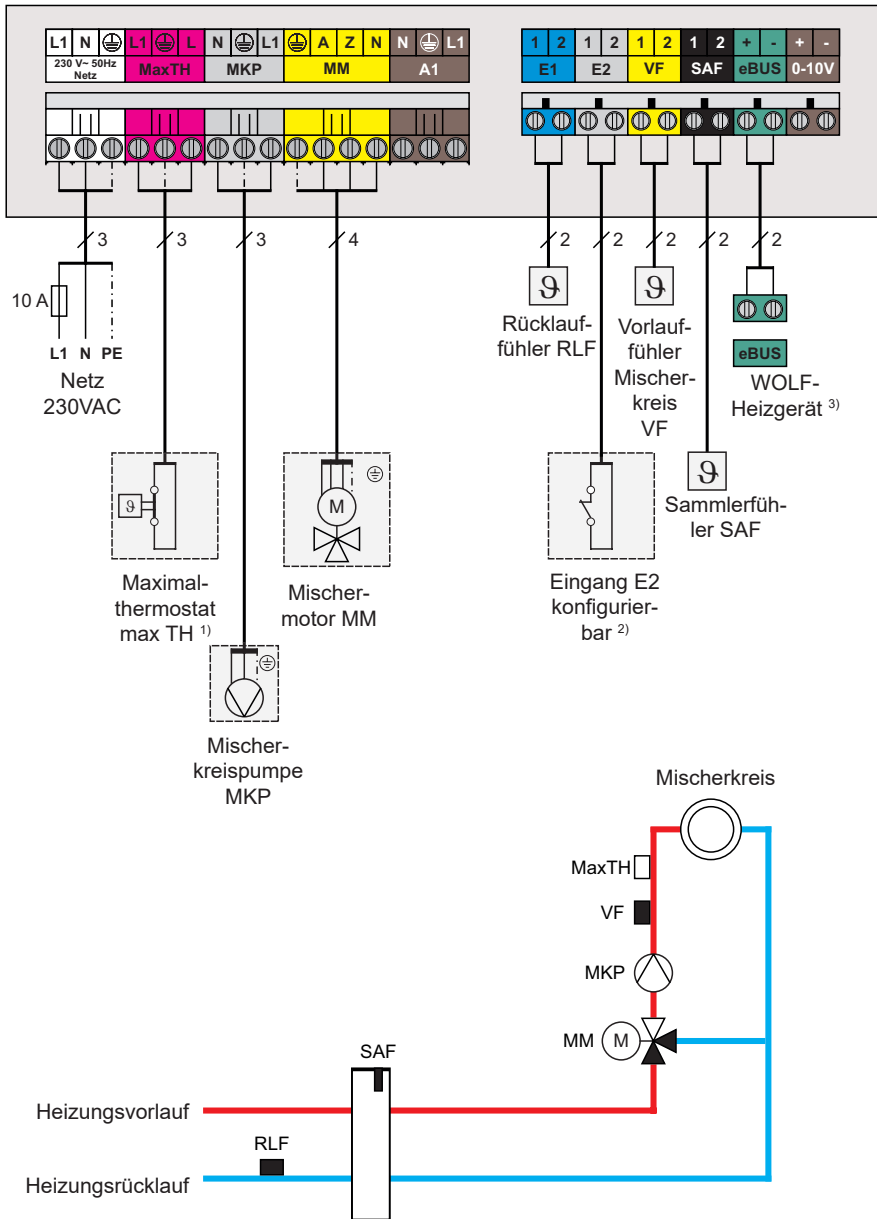 L1 N L1 L N L1 A Z N N L1 1 2 1 2 1 2 1 2 + - + -
230 V~ 50Hz
Netz
MaxTH MKP MM A1 E1 E2 VF SAF eBUS 0-10V
3 3 3 4 2 2 2 2 2
10 A
L1 N PE
Netz
230VAC
ϑ
Rücklauf-
fühler RLF
ϑ
Vorlauf-
fühler
Mischer-
kreis
VF
eBUS
WOLF-
Heizgerät 3)
ϑ
Maximal-
thermostat
max TH 1)
M
Mischer-
motor MM
Eingang E2
konfigurier-
bar 2)
ϑ
Sammlerfüh-
ler SAF
Mischer-
kreispumpe
MKP
Mischerkreis
MaxTH
VF
MKP
MM M
SAF
Heizungsvorlauf
RLF
Heizungsrücklauf